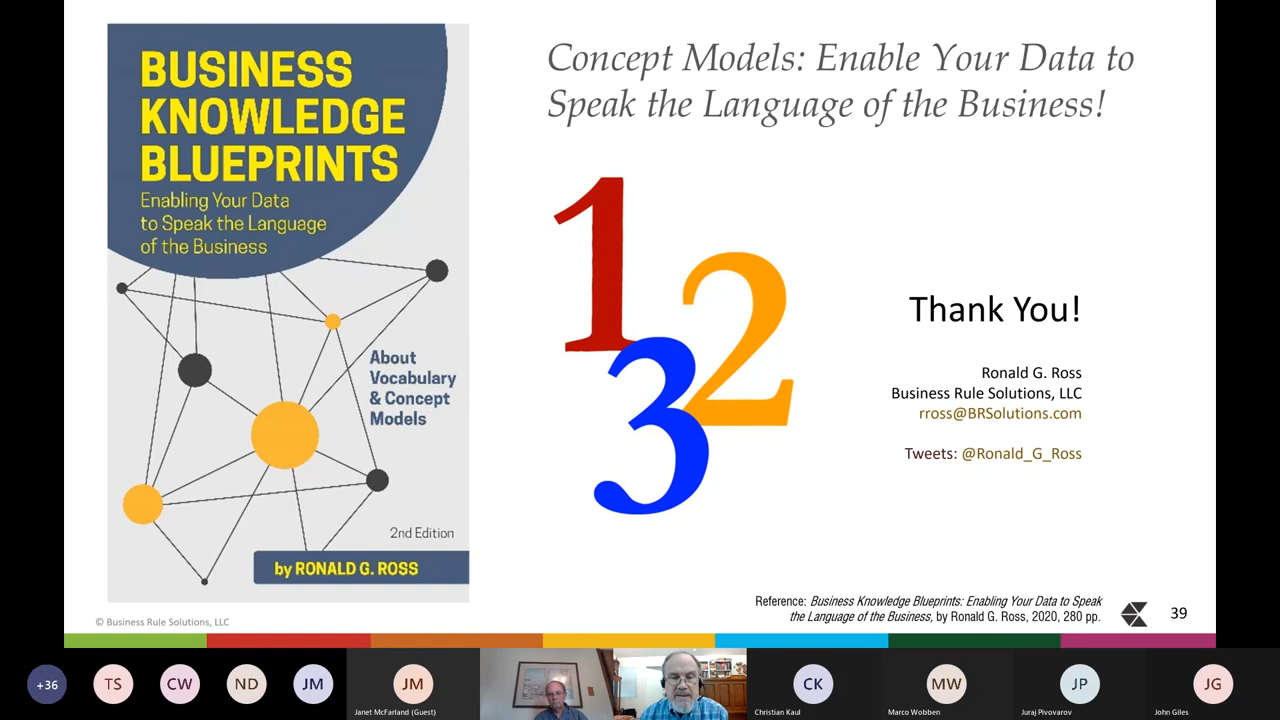 BUSINESS
KNOWLEDGE
BLUEPRINTS
Enabling Your Data
to Speak the Language
of the Business
About
Vocabulary
& Concept
Models
2nd Edition
by RONALD G. ROSS
© Business Rule Solutions, LLC
Concept Models: Enable Your Data to
Speak the Language of the Business!
1
2
3
Thank You!
Ronald G. Ross
Business Rule Solutions, LLC
rross@BRSolutions.com
Tweets: @Ronald_G_Ross
Reference: Business Knowledge Blueprints: Enabling Your Data to Speak
the Language of the Business, by Ronald G. Ross, 2020, 280 pp.
39
+36
TS
CW
ND
JM
JM
Janet McFarland (Guest)
CK
Christian Kaul
MW
Marco Wobben
JP
Juraj Pivovarov
JG
John Giles